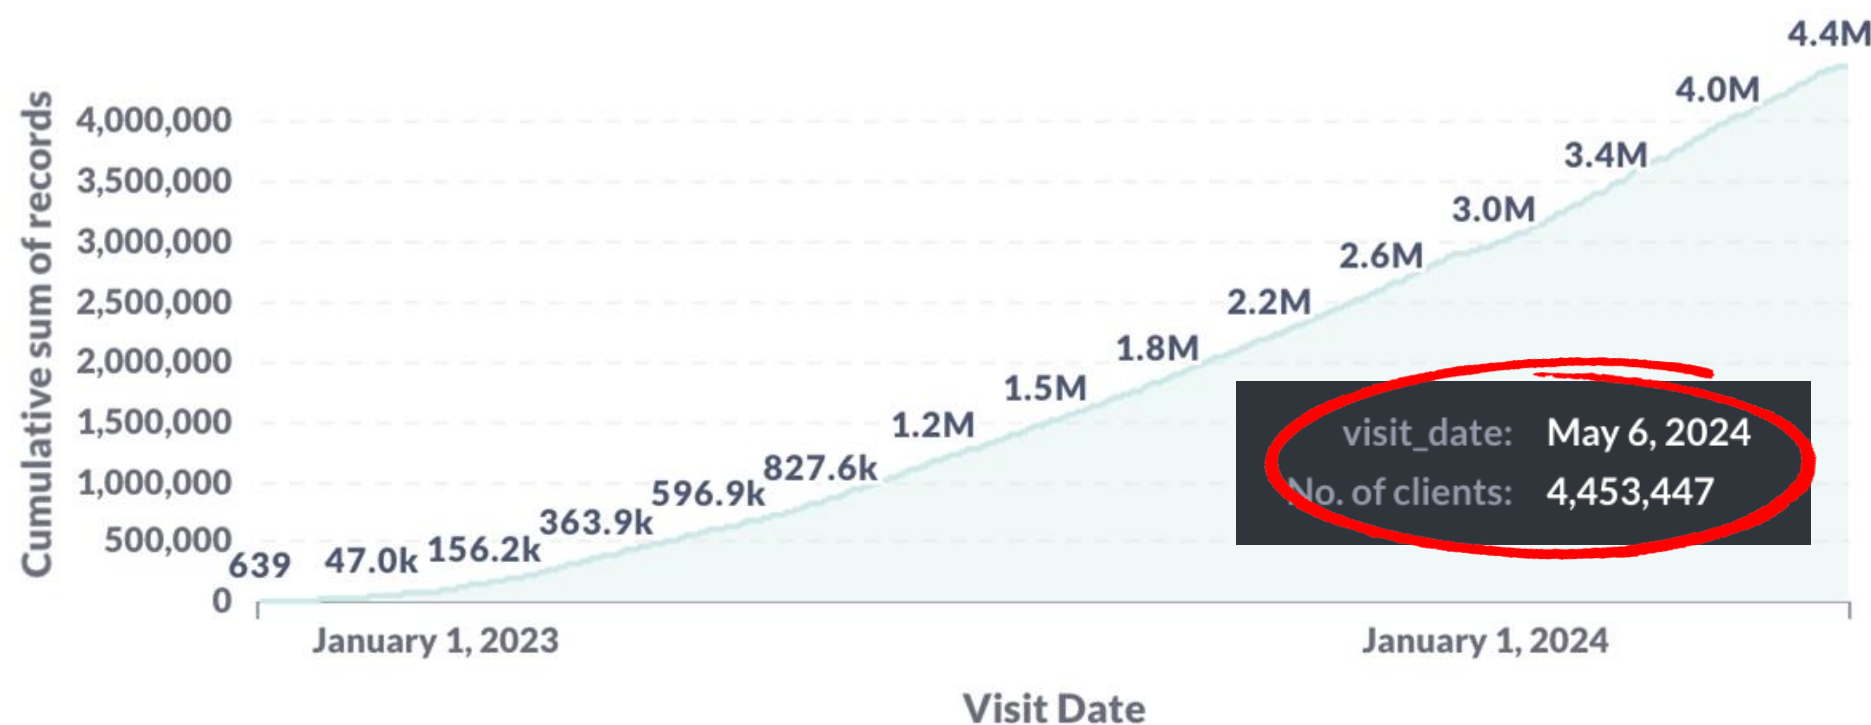 Cumulative sum of records
4,000,000
3,500,000
3,000,000
2,500,000
2,000,000
1,500,000
1,000,000
500,000
0
639
47.0k
156.2k
363.9k
596.9k
827.6k
1.2M
1.5M
1.8M
2.2M
2.6M
3.0M
3.4M
4.0M
4.4M
visit_date: May 6, 2024
No. of clients: 4,453,447
January 1, 2023
January 1, 2024
Visit Date